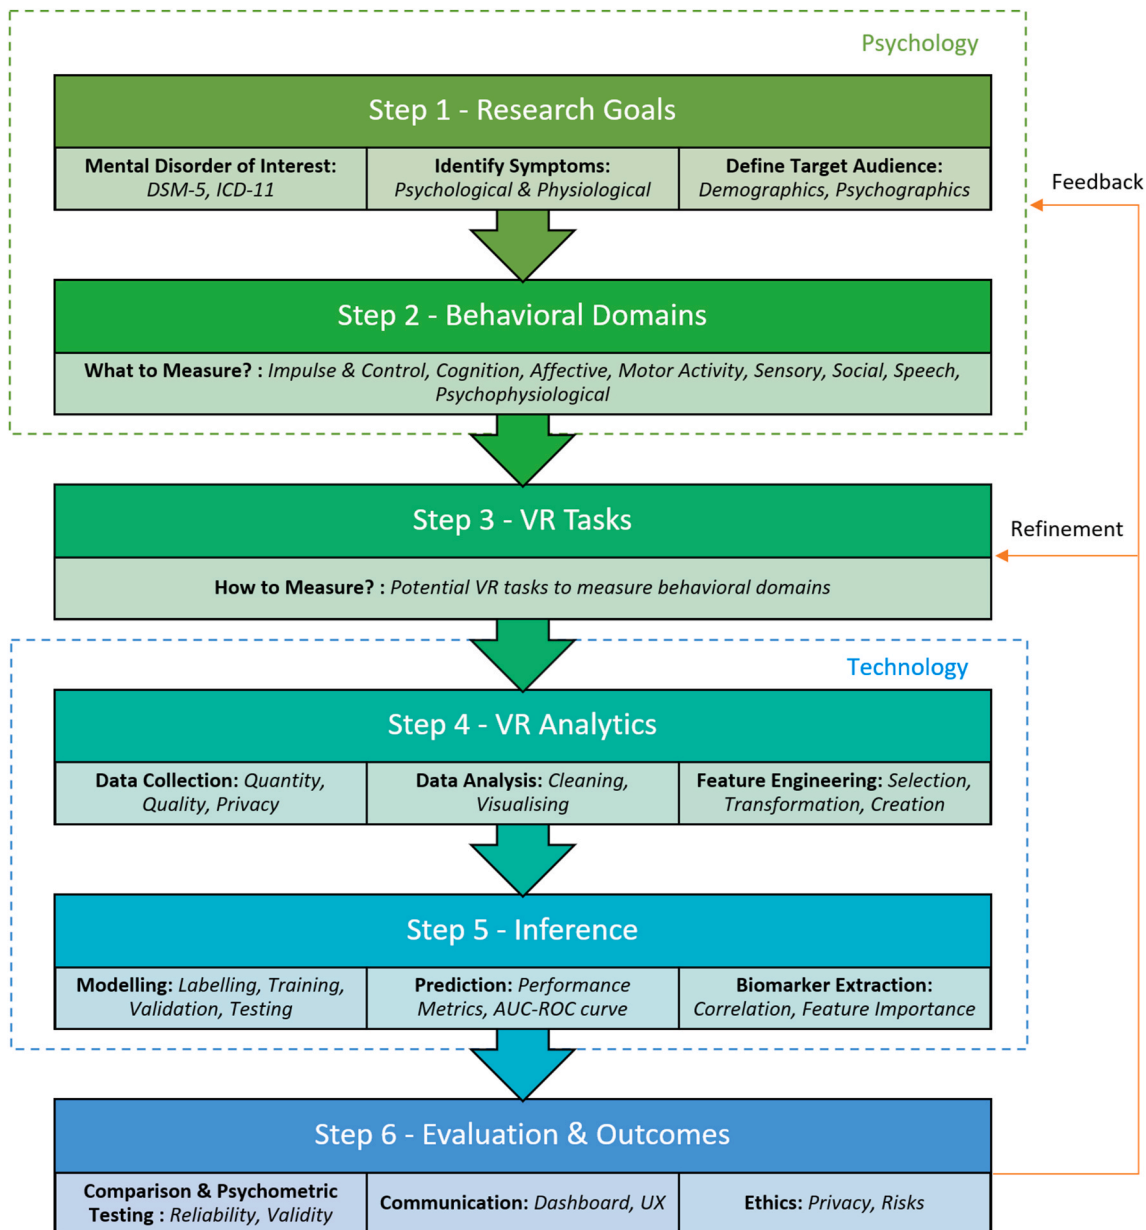 Psychology
Step 1 - Research Goals
Mental Disorder of Interest:
DSM-5, ICD-11
Identify Symptoms:
Psychological & Physiological
Define Target Audience:
Demographics, Psychographics
Feedback
Step 2 - Behavioral Domains
What to Measure? : Impulse & Control, Cognition, Affective, Motor Activity, Sensory, Social, Speech,
Psychophysiological
Step 3 - VR Tasks
Refinement
How to Measure? : Potential VR tasks to measure behavioral domains
Technology
Step 4 - VR Analytics
Data Collection: Quantity,
Quality, Privacy
Data Analysis: Cleaning,
Visualising
Feature Engineering: Selection,
Transformation, Creation
Step 5 - Inference
Modelling: Labelling, Training,
Validation, Testing
Prediction: Performance
Metrics, AUC-ROC curve
Biomarker Extraction:
Correlation, Feature Importance
Step 6 - Evaluation & Outcomes
Comparison & Psychometric
Testing : Reliability, Validity
Communication: Dashboard, UX
Ethics: Privacy, Risks